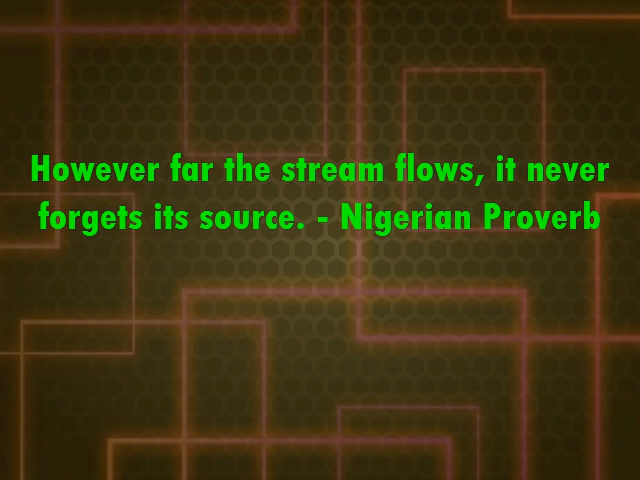 However far the stream flows, it never
forgets its source. - Nigerian Proverb